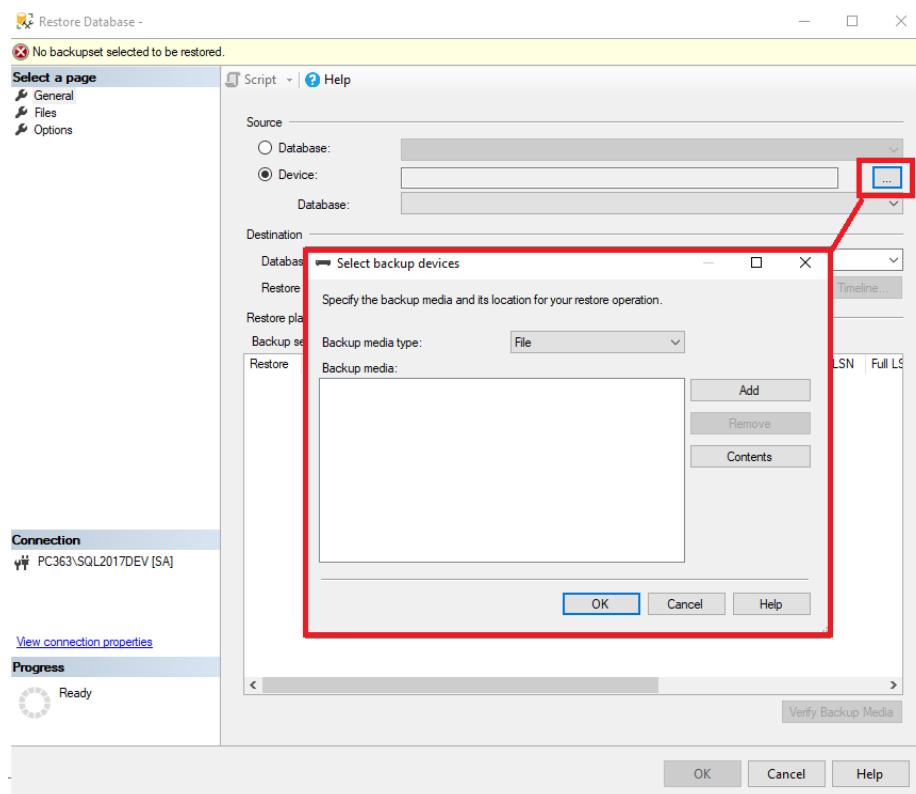 Restore Database -
No backupset selected to be restored.
Select a page
General
Files
Options
Script
Help
Source
Database:
Device:
...
Database:
Destination
Databas
Restore
Timeline...
Restore pla
Backup se
Restore
LSN
Full LS
Select backup devices
Specify the backup media and its location for your restore operation.
Backup media type:
File
Backup media:
Add
Remove
Contents
OK
Cancel
Help
Connection
PC363\SQL2017DEV [SA]
View connection properties
Progress
Ready
Verify Backup Media
OK
Cancel
Help